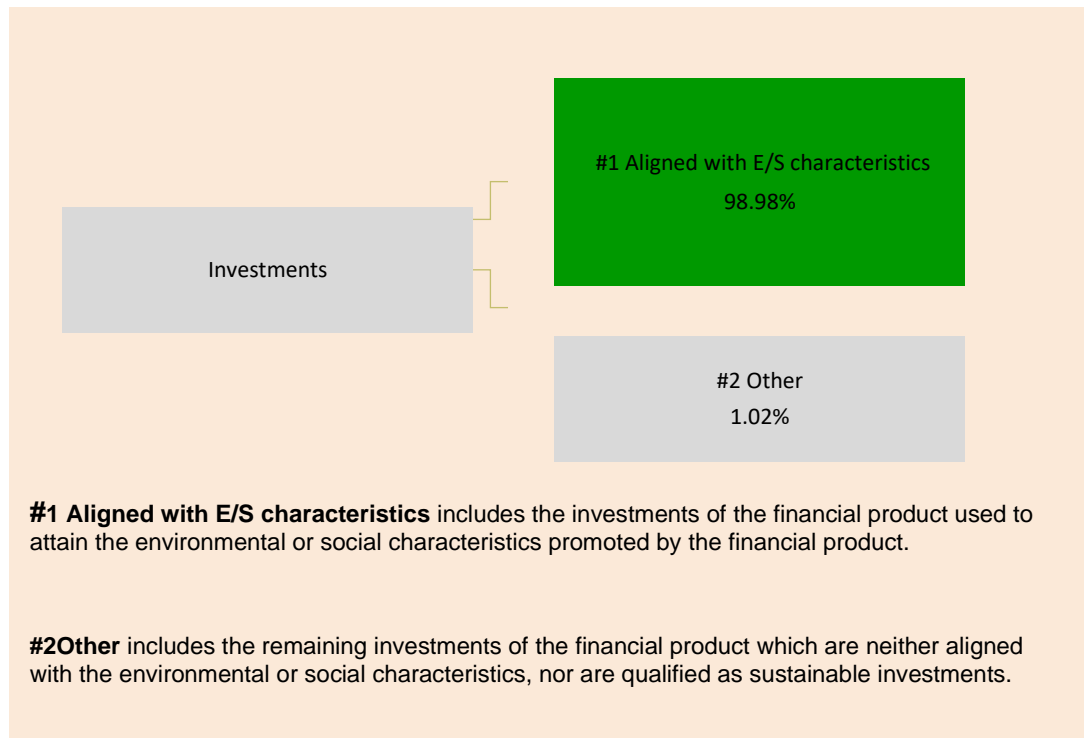 #1 Aligned with E/S characteristics
98.98%
Investments
#2 Other
1.02%
#1 Aligned with E/S characteristics includes the investments of the financial product used to
attain the environmental or social characteristics promoted by the financial product.
#2Other includes the remaining investments of the financial product which are neither aligned
with the environmental or social characteristics, nor are qualified as sustainable investments.